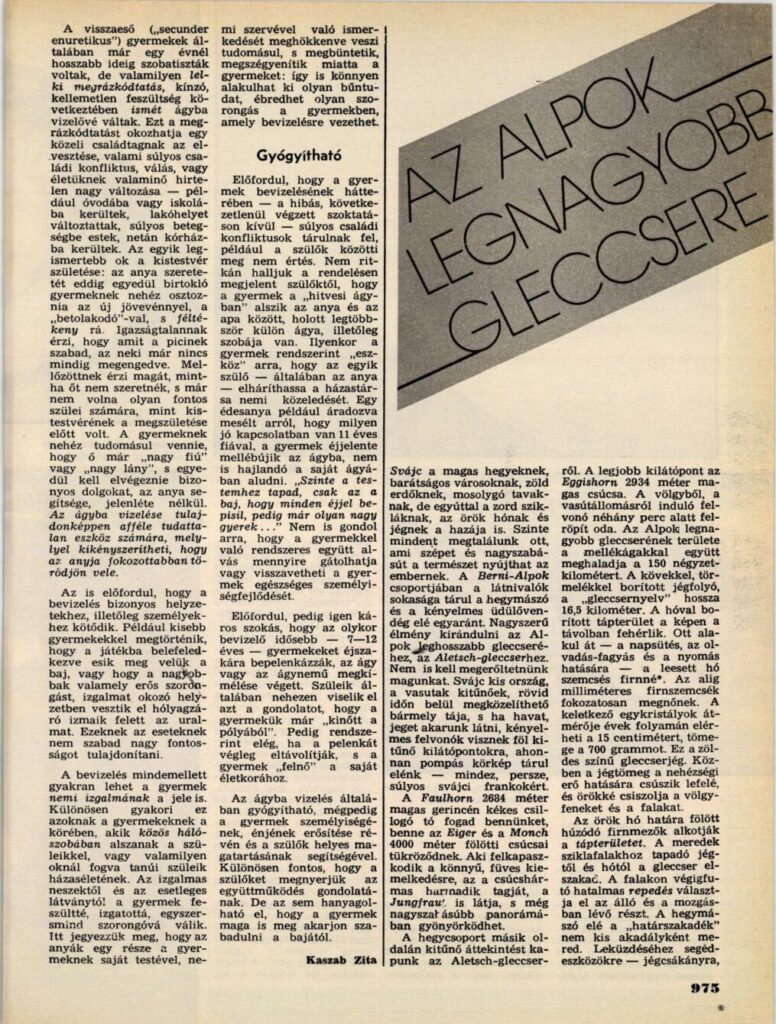 A visszaeső („secunder
enuretikus”) gyermekek ál-
talában már egy évnél
hosszabb ideig szobatiszták
voltak, de valamilyen lel-
ki megrázkódtatás, kínzó,
kellemetlen feszültség kö-
vetkeztében ismét ágyba
vizelővé váltak. Ezt a meg-
rázkódtatást okozhatja egy
közeli családtagnak az el-
vesztése, valami súlyos csa-
ládi konfliktus, válás, vagy
életüknek valaminő hirte-
len nagy változása — pél-
dául óvodába vagy iskolá-
ba kerültek, lakóhelyet
változtattak, súlyos beteg-
ségbe estek, netán kórház-
ba kerültek. Az egyik leg-
ismertebb ok a kistestvér
születése: az anya szerete-
tét eddig egyedül birtokló
gyermeknek nehéz osztoz-
nia az új jövevénnyel, a
„betolakodó”-val, s félté-
keny rá. Igazságtalannak
érzi, hogy amit a picinek
szabad, az neki már nincs
mindig megengedve. Mel-
lőzöttnek érzi magát, mint-
ha őt nem szeretnék, s már
nem volna olyan fontos
szülei számára, mint kis-
testvérének a megszületése
előtt volt. A gyermeknek
nehéz tudomásul vennie,
hogy ő már „nagy fiú”
vagy „nagy lány”, s egye-
dül kell elvégeznie bizo-
nyos dolgokat, az anya se-
gítsége, jelenléte nélkül.
Az ágyba vizelése tulaj-
donképpen afféle tudatta-
lan eszköz számára, mely-
lyel kikényszerítheti, hogy
az anyja fokozottabban tö-
rődjön vele.
Az is előfordul, hogy a
bevizelés bizonyos helyze-
tekhez, illetőleg személyek-
hez kötődik. Például kisebb
gyermekekkel megtörténik,
hogy a játékba belefeled-
kezve esik meg velük a
baj, vagy hogy a nagyob-
bak valamely erős szoron-
gást, izgalmat okozó hely-
zetben vesztik el hólyagzá-
ró izmaik felett az ural-
mat. Ezeknek az eseteknek
nem szabad nagy fontos-
ságot tulajdonítani.
A bevizelés mindemellett
gyakran lehet a gyermek
nemi izgalmának a jele is.
Különösen gyakori ez
azoknak a gyermekeknek a
körében, akik közös háló-
szobában alszanak a szü-
leikkel, vagy valamilyen
oknál fogva tanúi szüleik
házaséletének. Az izgalmas
neszektől és az esetleges
látványtól a gyermek fe-
szültté, izgatottá, egyszer-
smind szorongóvá válik.
Itt jegyezzük meg, hogy az
anyák egy része a gyer-
meknek saját testével, ne-
mi szervével való ismer-
kedését meghökkenve veszi
tudomásul, s megbüntetik,
megszégyenítik miatta a
gyermeket: így is könnyen
alakulhat ki olyan bűntu-
dat, ébredhet olyan szo-
rongás a gyermekben,
amely bevizelésre vezethet.
Gyógyítható
Előfordul, hogy a gyer-
mek bevizelésének hátte-
rében — a hibás, követke-
zetlenül végzett szoktatá-
son kívül — súlyos családi
konfliktusok tárulnak fel,
például a szülők közötti
meg nem értés. Nem rit-
kán halljuk a rendelésen
megjelent szülőktől, hogy
a gyermek a „hitvesi ágy-
ban” alszik az anya és az
apa között, holott legtöbb-
ször külön ágya, illetőleg
szobája van. Ilyenkor a
gyermek rendszerint „esz-
köz” arra, hogy az egyik
szülő — általában az anya
— elháríthassa a házastár-
sa nemi közeledését. Egy
édesanya például áradozva
mesélt arról, hogy milyen
jó kapcsolatban van 11 éves
fiával, a gyermek éjjelente
mellébújik az ágyba, nem
is hajlandó a saját ágyá-
ban aludni. „Szinte a tes-
temhez tapad, csak az a
baj, hogy minden éjjel be-
pisil, pedig már olyan nagy
gyerek...” Nem is gondol
arra, hogy a gyermekkel
való rendszeres együtt al-
vás mennyire gátolhatja
vagy visszavetheti a gyer-
mek egészséges személyi-
ségfejlődését.
Előfordul, pedig igen ká-
ros szokás, hogy az olykor
bevizelő idősebb — 7—12
éves — gyermekeket éjsza-
kára bepelenkázzák, az ágy
vagy az ágynemű megkí-
mélése végett. Szüleik ál-
talában nehezen viselik el
azt a gondolatot, hogy a
gyermekük már „kinőtt a
pólyából”. Pedig rendsze-
rint elég, ha a pelenkát
végleg eltávolítják, s a
gyermek „felnő” a saját
életkorához.
Az ágyba vizelés általá-
ban gyógyítható, mégpedig
a gyermek személyiségé-
nek, énjének erősítése ré-
vén és a szülők helyes ma-
gatartásának segítségével.
Különösen fontos, hogy a
szülőket megnyerjük az
együttműködés gondolatá-
nak. De az sem hanyagol-
ható el, hogy a gyermek
maga is meg akarjon sza-
badulni a bajától.
Kaszab Zita
AZ ALPOK
LEGNAGYOBB
GLECCSERE
Svájc a magas hegyeknek,
barátságos városoknak, zöld
erdőknek, mosolygó tavak-
nak, de egyúttal a zord szik-
láknak, az örök hónak és
jégnek a hazája is. Szinte
mindent megtalálunk ott,
ami szépet és nagyszabá-
sút a természet nyújthat az
embernek. A Berni-Alpok
csoportjában a látnivalók
sokasága tárul a hegymászó
és a kényelmes üdülővен-
dég elé egyaránt. Nagyszerű
élmény kirándulni az Al-
pok leghosszabb gleccseré-
hez, az Aletsch-gleccserhez.
Nem is kell megerőltetnünk
magunkat. Svájc kis ország,
a vasutak kitűnőek, rövid
időn belül megközelíthető
bármely tája, s ha havat,
jeget akarunk látni, kényel-
mes felvonók visznek föl ki-
tűnő kilátópontokra, ahon-
nan pompás körkép tárul
elénk — mindez, persze,
súlyos svájci frankokért.
A Faulhorn 2684 méter
magas gerincén kékes csil-
logó tó fogad bennünket,
benne az Eiger és a Monch
4000 méter fölötti csúcsai
tükröződnek. Aki felkapasz-
kodik a könnyű, füves kie-
melkedésre, az a csúcshár-
mas harmadik tagját, a
Jungfrau is látja, s még
nagyszabásúbb panorámá-
ban gyönyörködhet.
A hegycsoport másik ol-
dalán kitűnő áttekintést ka-
punk az Aletsch-gleccser-
ről. A legjobb kilátópont az
Eggishorn 2934 méter ma-
gas csúcsa. A völgyből, a
vasútállomásról induló fel-
vonó néhány perc alatt fel-
röpít oda. Az Alpok legna-
gyobb gleccserének területe
a mellékágakkal együtt
meghaladja a 150 négyzet-
kilométert. A kövekkel, tör-
melékkel borított jégfolyó,
a „gleccsernyelv” hossza
16,5 kilométer. A hóval bo-
rított tápterület a képen a
távolban fehérlik. Ott ala-
kul át — a napsütés, az ol-
vadás-fagyás és a nyomás
hatására — a leesett hó
szemcsés firnné*. Az alig
milliméteres firnszemcsék
fokozatosan megnőnek. A
keletkező egykristályok át-
mérője évek folyamán elér-
heti a 15 centimétert, töme-
ge a 700 grammot. Ez a zöl-
des színű gleccserjég. Köz-
ben a jégtömeg a nehézségi
erő hatására csúszik lefelé,
és örökké csiszolja a völgy-
feneket és a falakat.
Az örök hó határa fölött
húzódó firnmezők alkotják
a tápterületet. A meredek
sziklafalakhoz tapadó jég-
től és hótól a gleccser el-
szakad. A falakon végigfu-
tó hatalmas repedés választ-
ja el az álló és a mozgás-
ban lévő részt. A hegymá-
szó elé a „határszakadék”
nem kis akadályként me-
red. Leküzdéséhez segéd-
eszközökre — jégcsákányra,
975